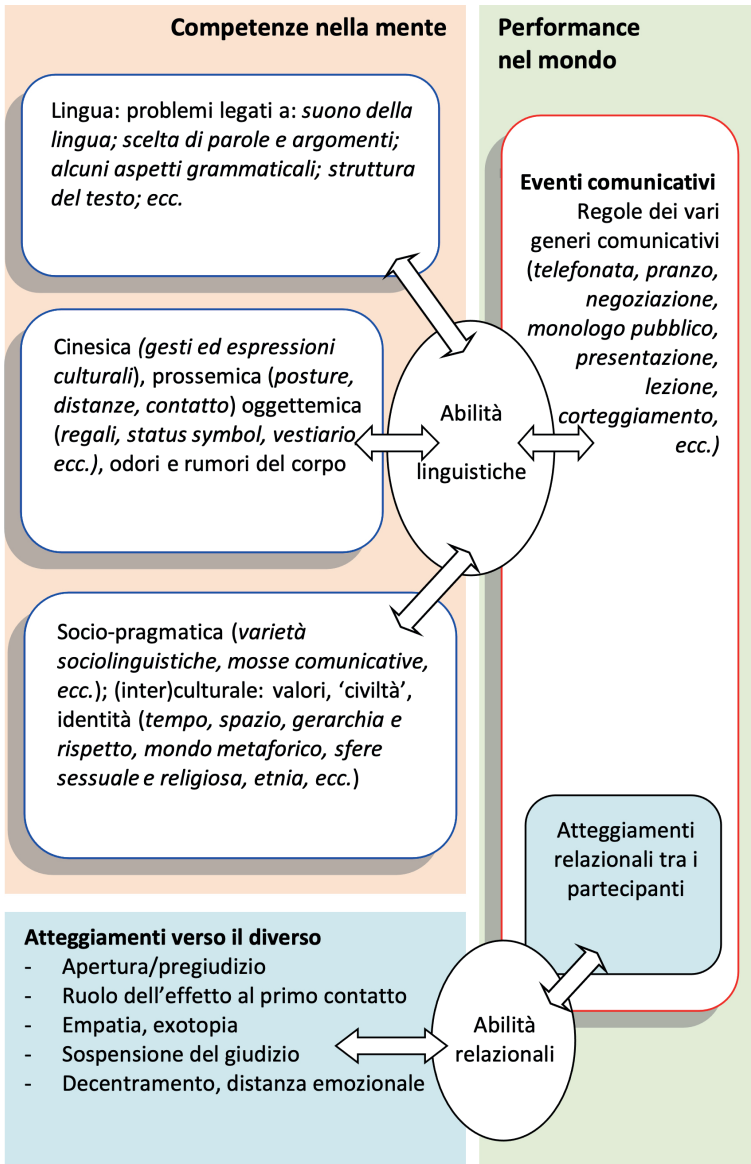 Competenze nella mente
Lingua: problemi legati a: suono della
lingua; scelta di parole e argomenti;
alcuni aspetti grammaticali; struttura
del testo; ecc.
Cinesica (gesti ed espressioni
culturali), prossemica (posture,
distanze, contatto) oggettemica
(regali, status symbol, vestiario
ecc.), odori e rumori del corpo
Socio-pragmatica (varietà
sociolinguistiche, mosse comunicative,
ecc.); (inter)culturale: valori, ‘civiltà’,
identità (tempo, spazio, gerarchia e
rispetto, mondo metaforico, sfere
sessuale e religiosa, etnia, ecc.)
Abilità
linguistiche
Performance
nel mondo
Eventi comunicativi
Regole dei vari
generi comunicativi
(telefonata, pranzo,
negoziazione,
monologo pubblico,
presentazione,
lezione,
corteggiamento,
ecc.)
Atteggiamenti
relazionali tra i
partecipanti
Atteggiamenti verso il diverso
- Apertura/pregiudizio
- Ruolo dell’effetto al primo contatto
- Empatia, exotopia
- Sospensione del giudizio
- Decentramento, distanza emozionale
Abilità
relazionali